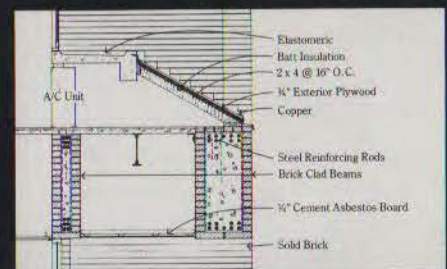 Elastomeric
Batt Insulation
2 x 4 @ 16" O.C.
¾" Exterior Plywood
A/C Unit
Copper
Steel Reinforcing Rods
Brick Clad Beams
¼" Cement Asbestos Board
Solid Brick